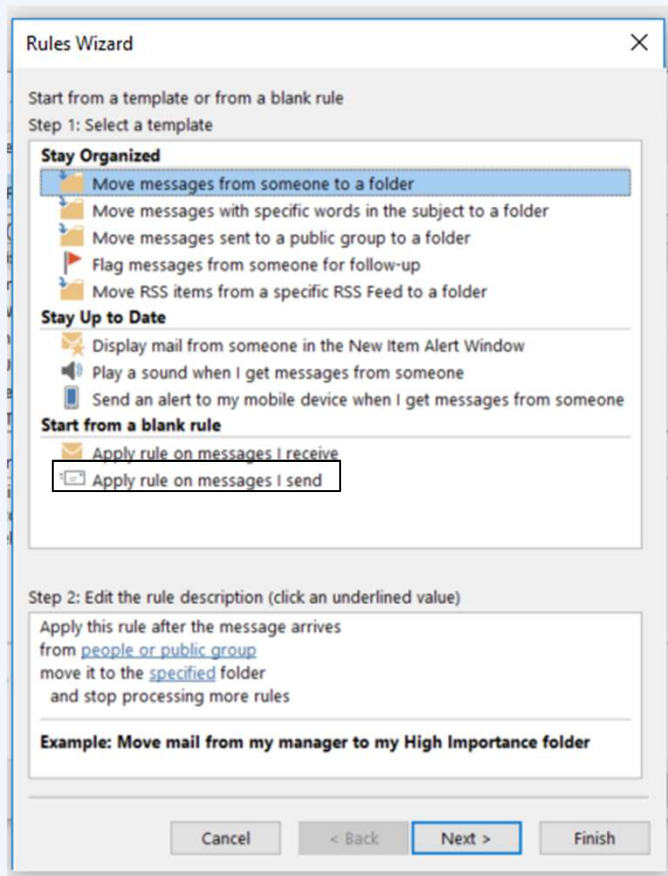 Rules Wizard
Start from a template or from a blank rule
Step 1: Select a template
Stay Organized
Move messages from someone to a folder
Move messages with specific words in the subject to a folder
Move messages sent to a public group to a folder
Flag messages from someone for follow-up
Move RSS items from a specific RSS Feed to a folder
Stay Up to Date
Display mail from someone in the New Item Alert Window
Play a sound when I get messages from someone
Send an alert to my mobile device when I get messages from someone
Start from a blank rule
Apply rule on messages I receive
Apply rule on messages I send
Step 2: Edit the rule description (click an underlined value)
Apply this rule after the message arrives
from people or public group
move it to the specified folder
and stop processing more rules
Example: Move mail from my manager to my High Importance folder
Cancel < Back Next > Finish